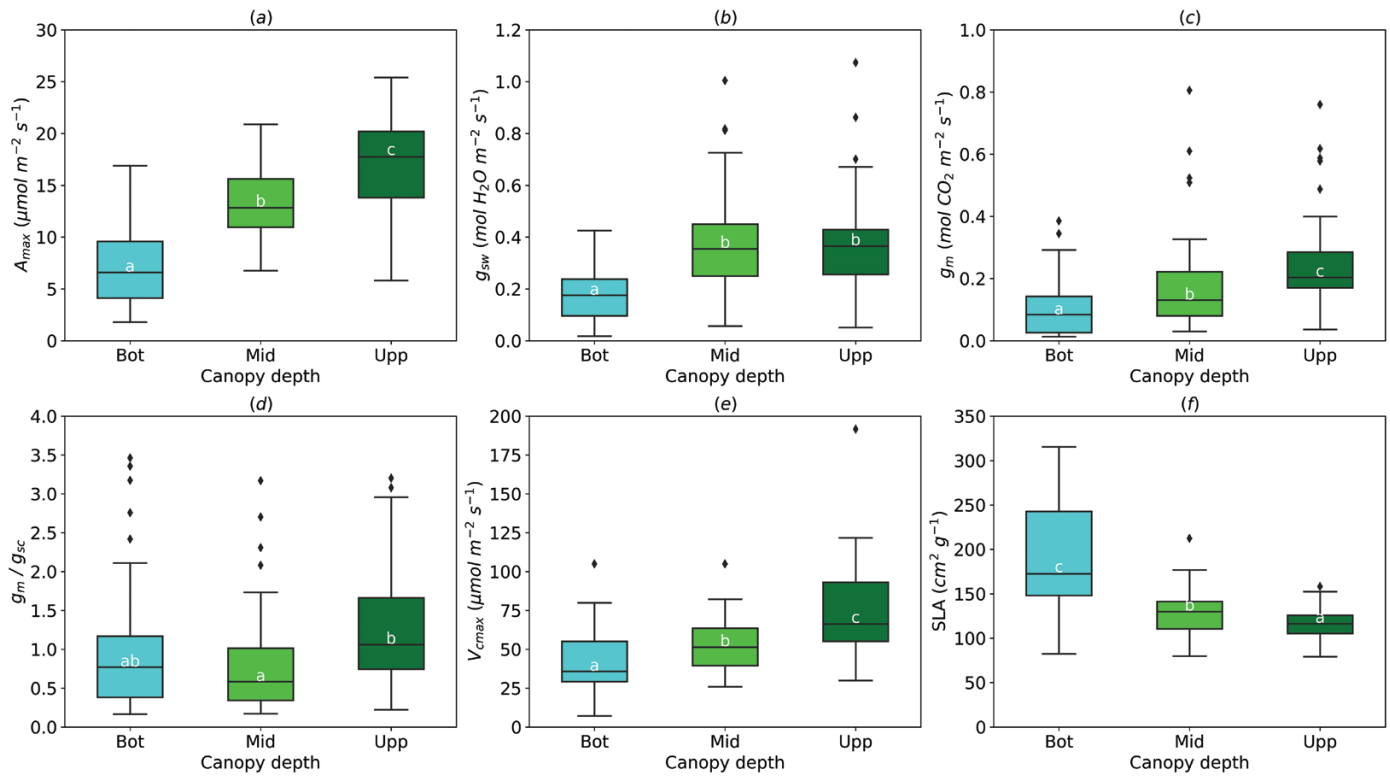 (a)
30
25
20
15
10
5
0
A_max (μmol m⁻² s⁻¹)
a
b
c
Bot Mid Upp
Canopy depth
(b)
1.2
1.0
0.8
0.6
0.4
0.2
0.0
g_sw (mol H₂O m⁻² s⁻¹)
a
b
b
Bot Mid Upp
Canopy depth
(c)
1.0
0.8
0.6
0.4
0.2
0.0
g_m (mol CO₂ m⁻² s⁻¹)
a
b
c
Bot Mid Upp
Canopy depth
(d)
4.0
3.5
3.0
2.5
2.0
1.5
1.0
0.5
0.0
g_m / g_sc
ab
a
b
Bot Mid Upp
Canopy depth
(e)
200
175
150
125
100
75
50
25
0
V_cmax (μmol m⁻² s⁻¹)
a
b
c
Bot Mid Upp
Canopy depth
(f)
350
300
250
200
150
100
50
0
SLA (cm² g⁻¹)
c
b
a
Bot Mid Upp
Canopy depth